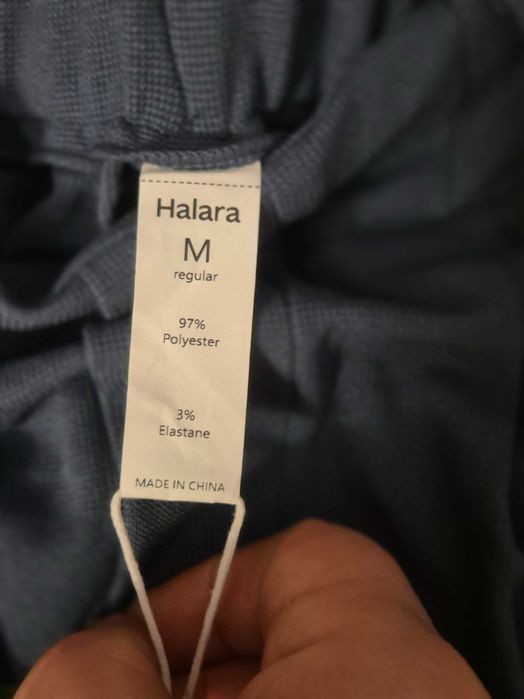 Halara
M
regular
97%
Polyester
3%
Elastane
MADE IN CHINA